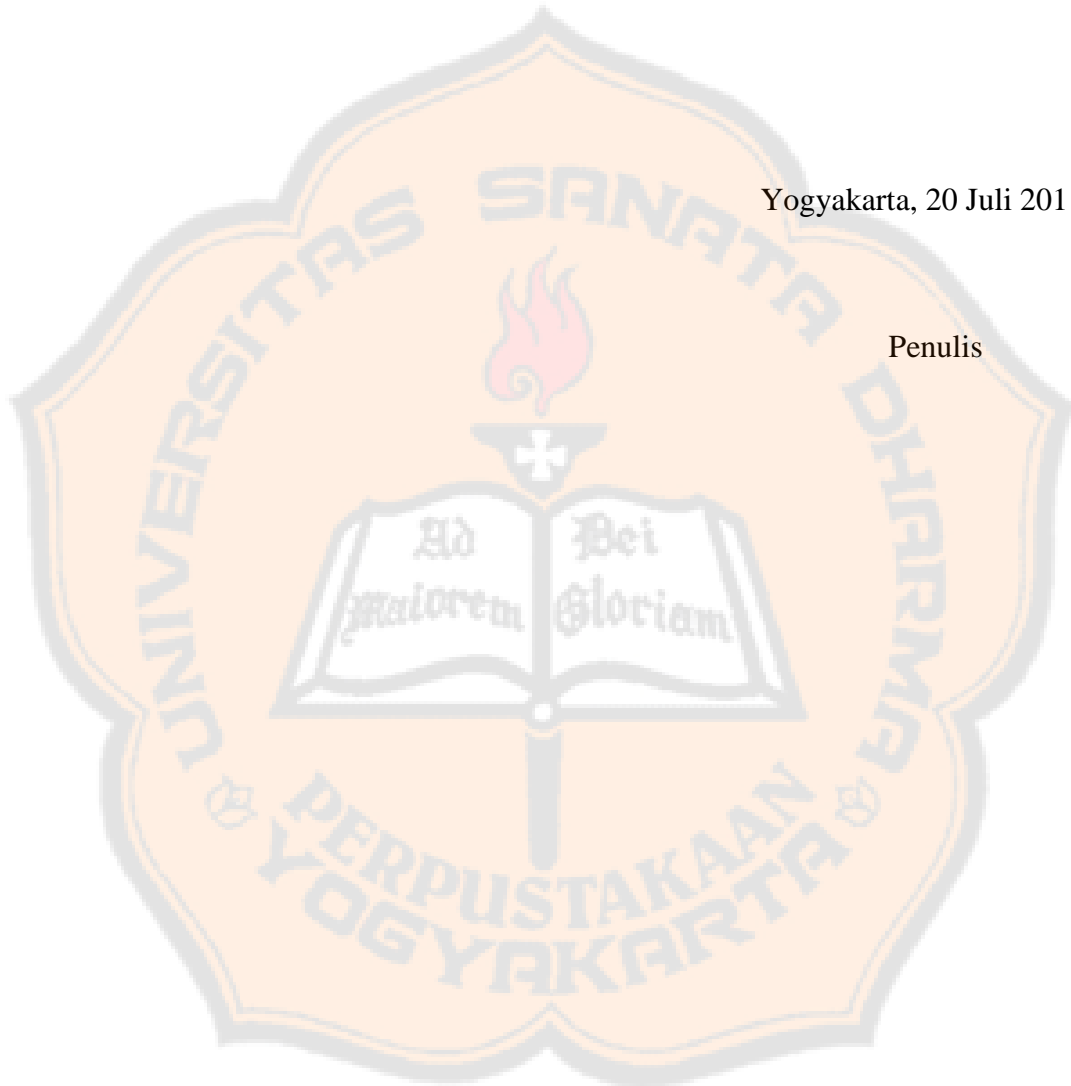 Yogyakarta, 20 Juli 201
Penulis
UNIVERSITAS SANATA DHARMA
Ad Dei
Maiorem Gloriam
PERPUSTAKAAN
YOGYAKARTA